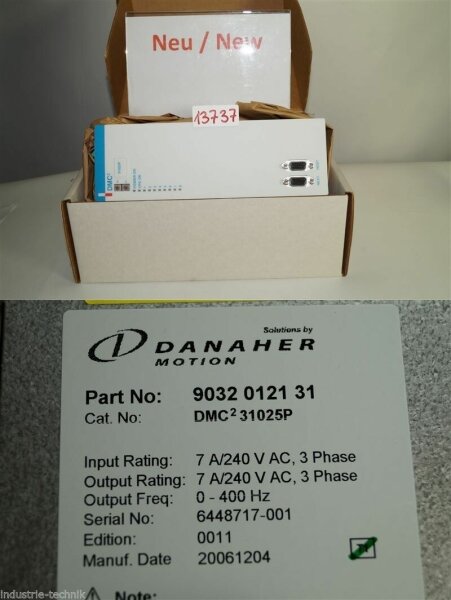 Neu / New
13737
DMC²
Solutions by
DANAHER
MOTION
Part No: 9032 0121 31
Cat. No: DMC² 31025P
Input Rating: 7 A/240 V AC, 3 Phase
Output Rating: 7 A/240 V AC, 3 Phase
Output Freq: 0 - 400 Hz
Serial No: 6448717-001
Edition: 0011
Manuf. Date 20061204
Note:
industrie-technik